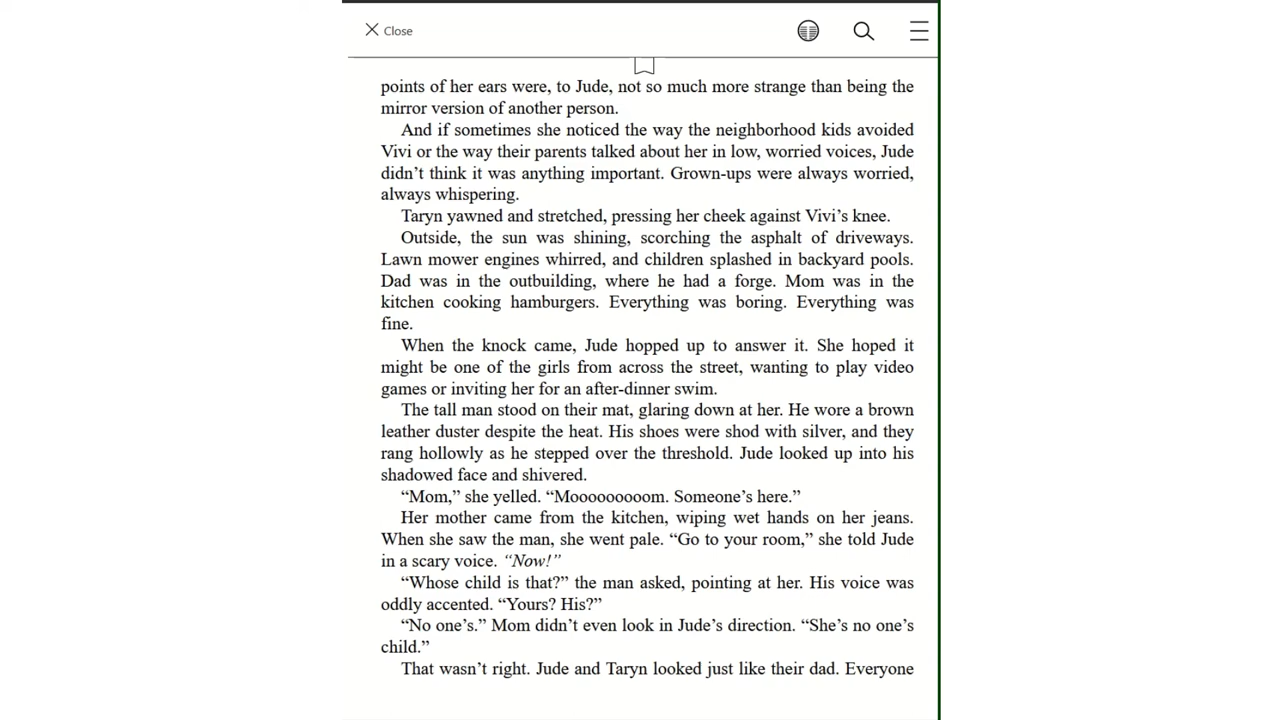 Close
points of her ears were, to Jude, not so much more strange than being the
mirror version of another person.
And if sometimes she noticed the way the neighborhood kids avoided
Vivi or the way their parents talked about her in low, worried voices, Jude
didn’t think it was anything important. Grown-ups were always worried,
always whispering.
Taryn yawned and stretched, pressing her cheek against Vivi’s knee.
Outside, the sun was shining, scorching the asphalt of driveways.
Lawn mower engines whirred, and children splashed in backyard pools.
Dad was in the outbuilding, where he had a forge. Mom was in the
kitchen cooking hamburgers. Everything was boring. Everything was
fine.
When the knock came, Jude hopped up to answer it. She hoped it
might be one of the girls from across the street, wanting to play video
games or inviting her for an after-dinner swim.
The tall man stood on their mat, glaring down at her. He wore a brown
leather duster despite the heat. His shoes were shod with silver, and they
rang hollowly as he stepped over the threshold. Jude looked up into his
shadowed face and shivered.
“Mom,” she yelled. “Mooooooooom. Someone’s here.”
Her mother came from the kitchen, wiping wet hands on her jeans.
When she saw the man, she went pale. “Go to your room,” she told Jude
in a scary voice. “Now!”
“Whose child is that?” the man asked, pointing at her. His voice was
oddly accented. “Yours? His?”
“No one’s.” Mom didn’t even look in Jude’s direction. “She’s no one’s
child.”
That wasn’t right. Jude and Taryn looked just like their dad. Everyone